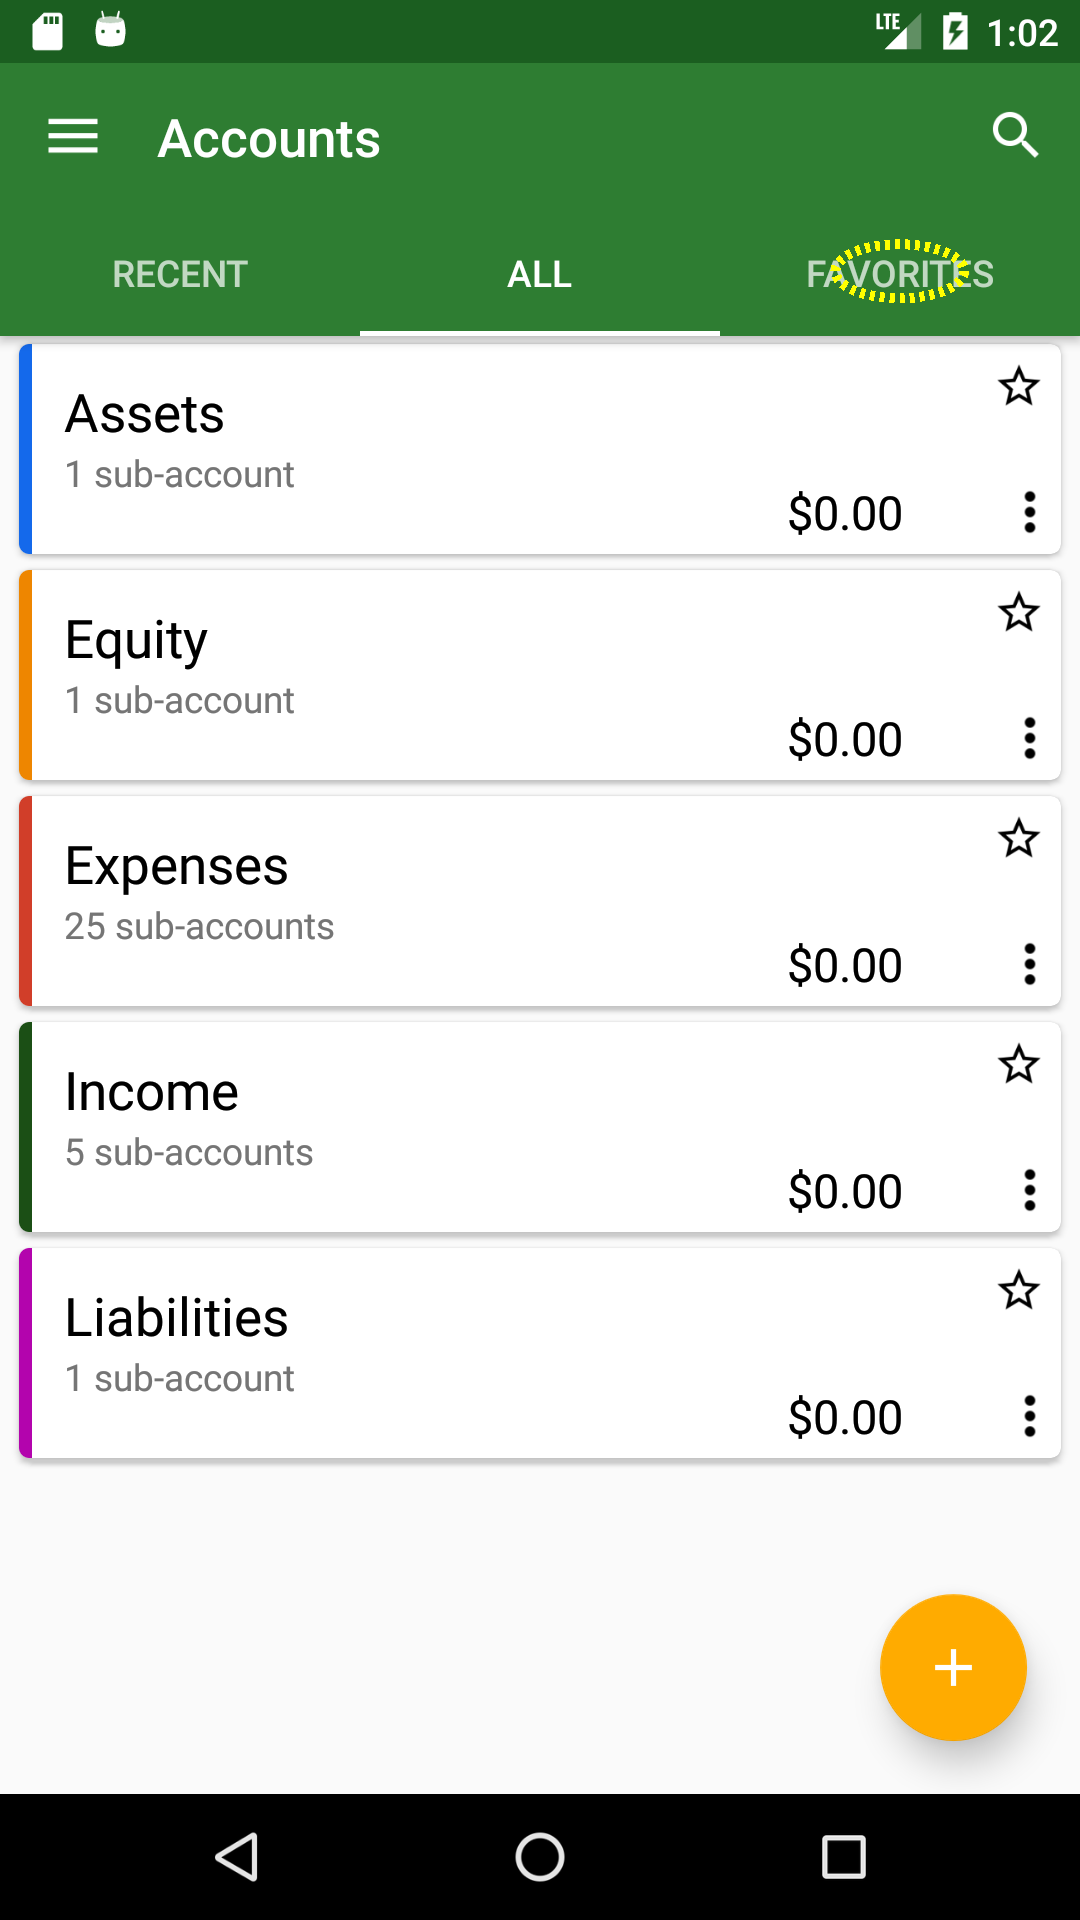 LTE 1:02
Accounts
RECENT ALL FAVORITES
Assets
1 sub-account
$0.00
Equity
1 sub-account
$0.00
Expenses
25 sub-accounts
$0.00
Income
5 sub-accounts
$0.00
Liabilities
1 sub-account
$0.00